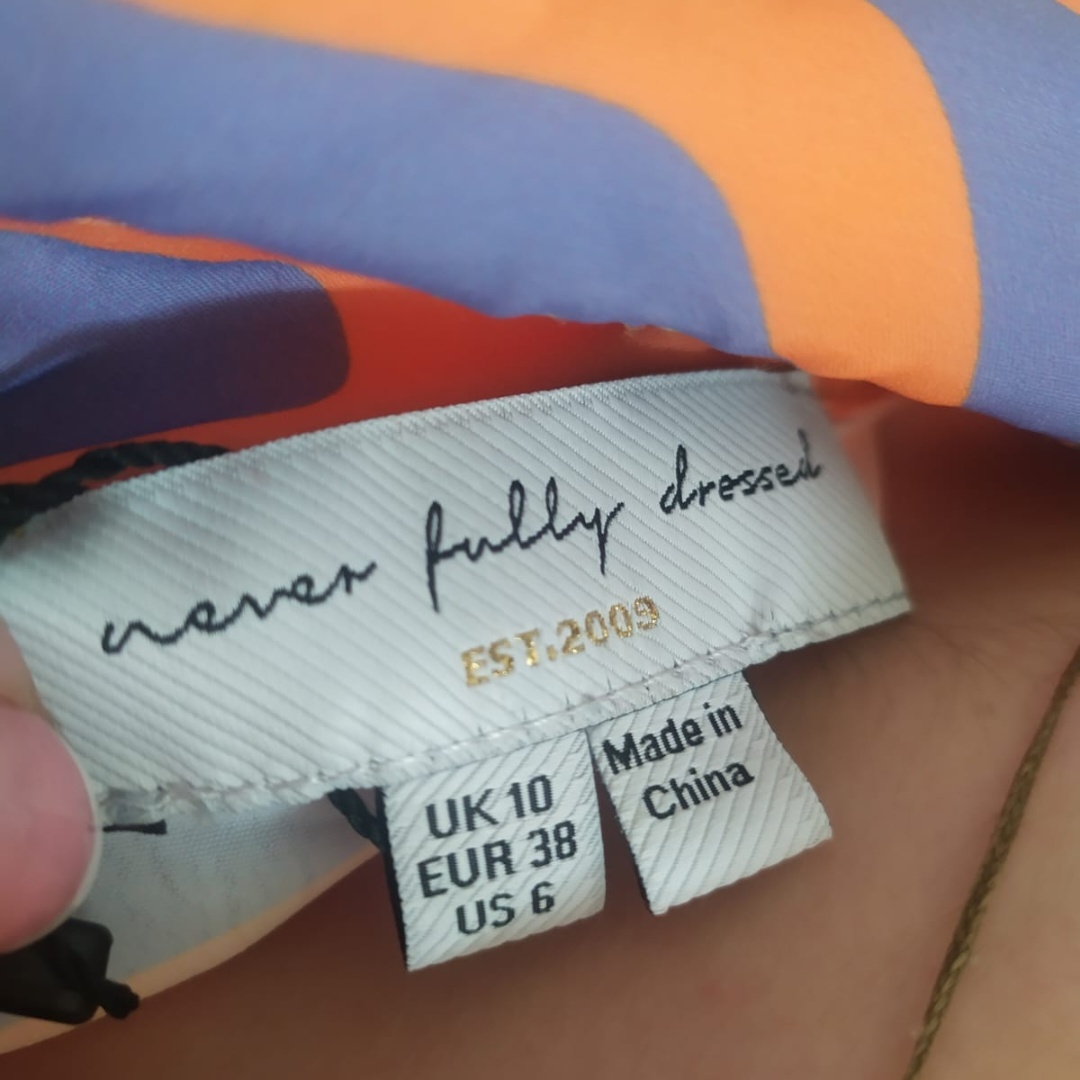 never fully dressed
EST.2009
UK 10
EUR 38
US 6
Made in
China